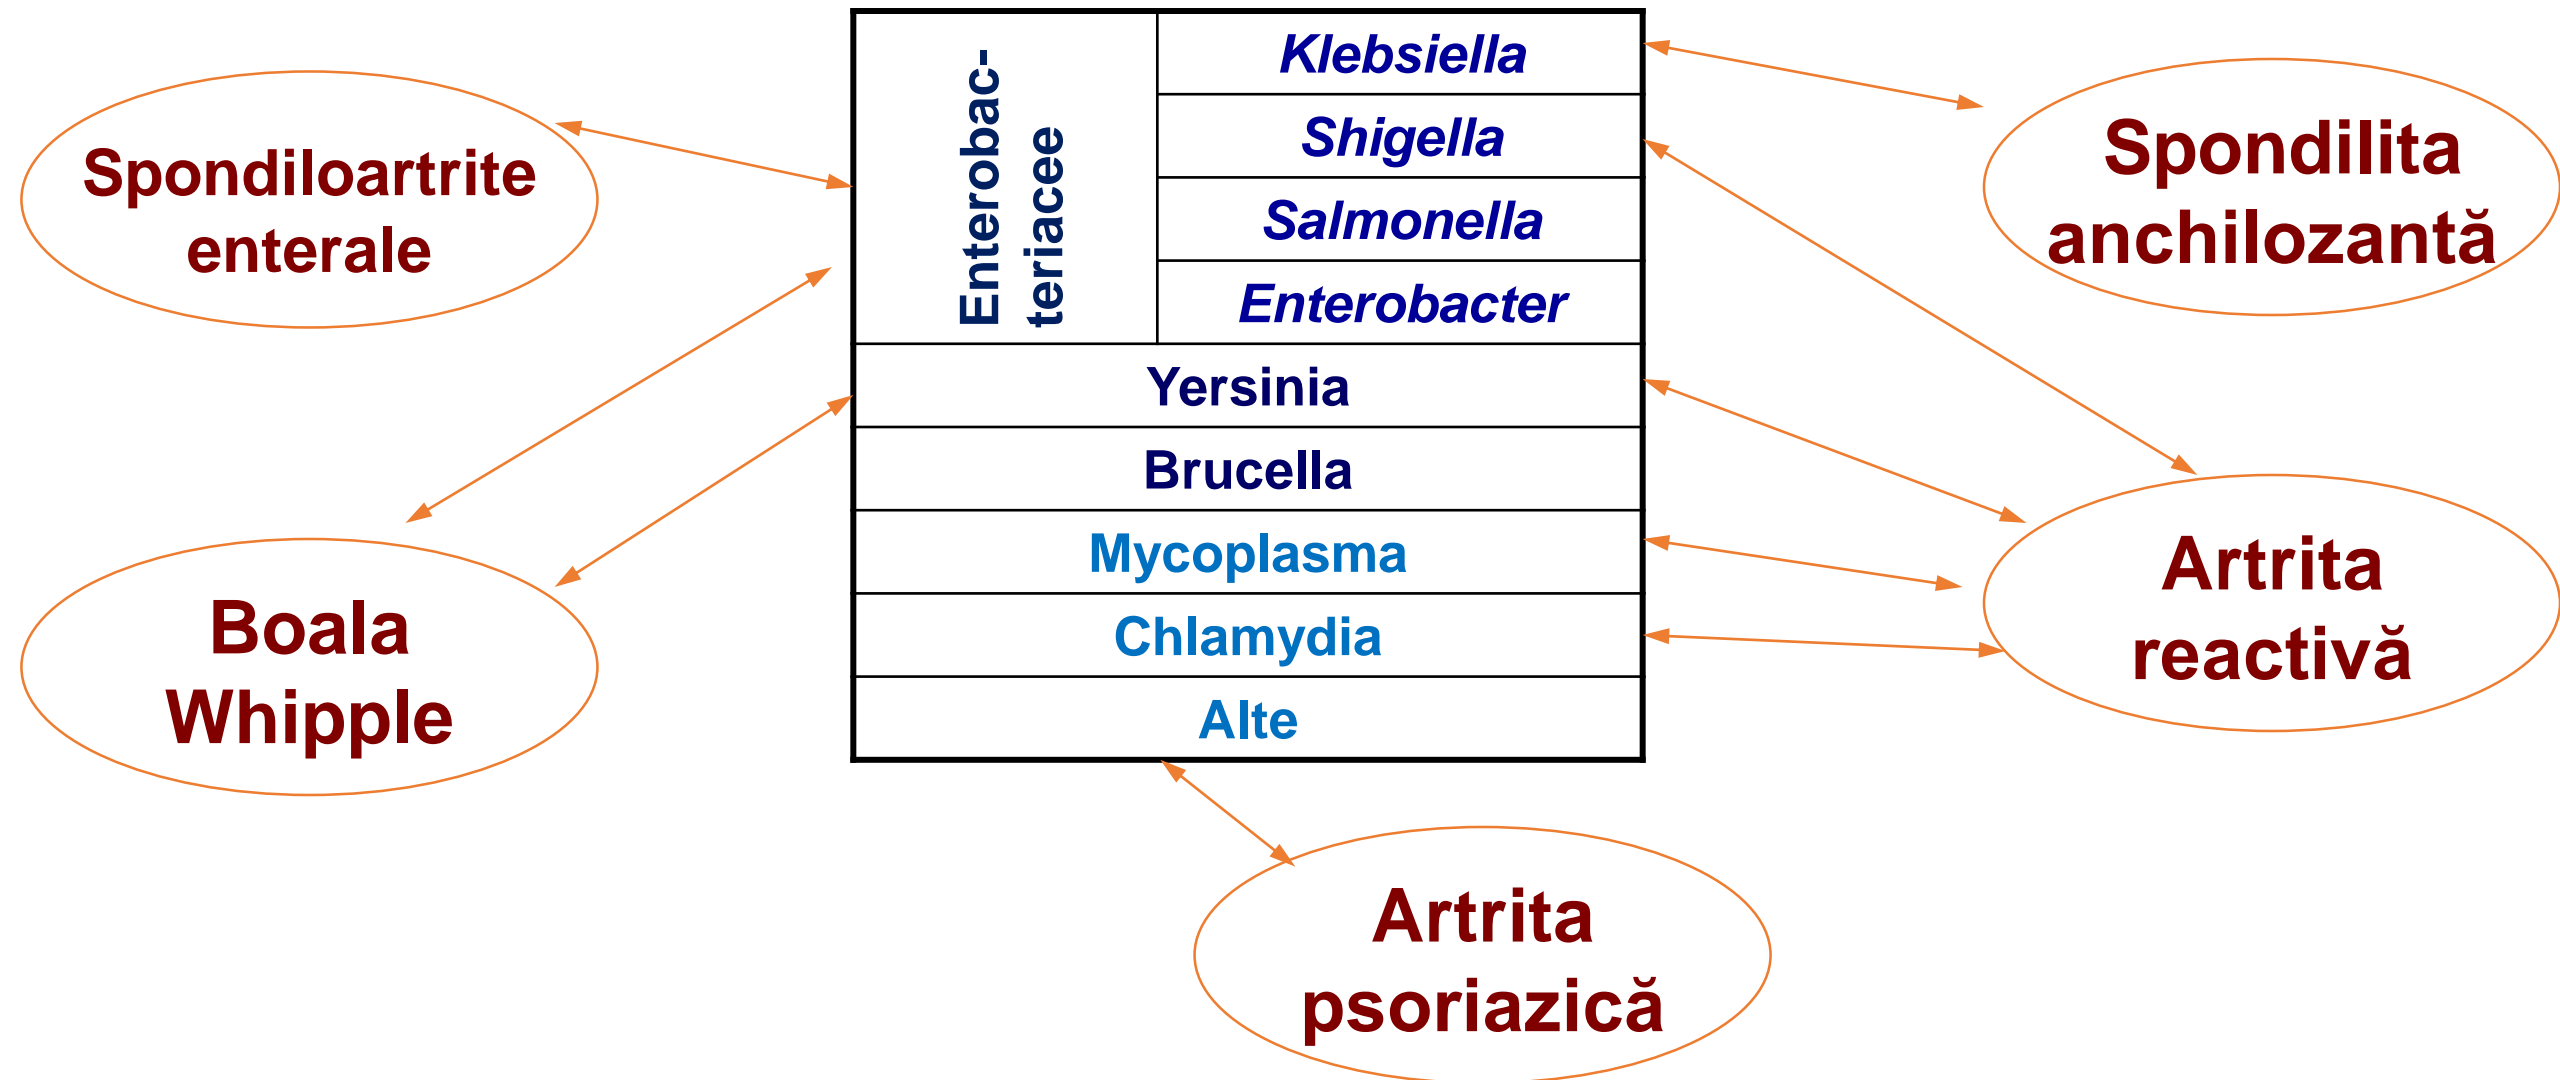 Enterobac-
teriacee
Klebsiella
Shigella
Salmonella
Enterobacter
Yersinia
Brucella
Mycoplasma
Chlamydia
Alte
Spondiloartrite
enterale
Boala
Whipple
Spondilita
anchilozantă
Artrita
reactivă
Artrita
psoriazică